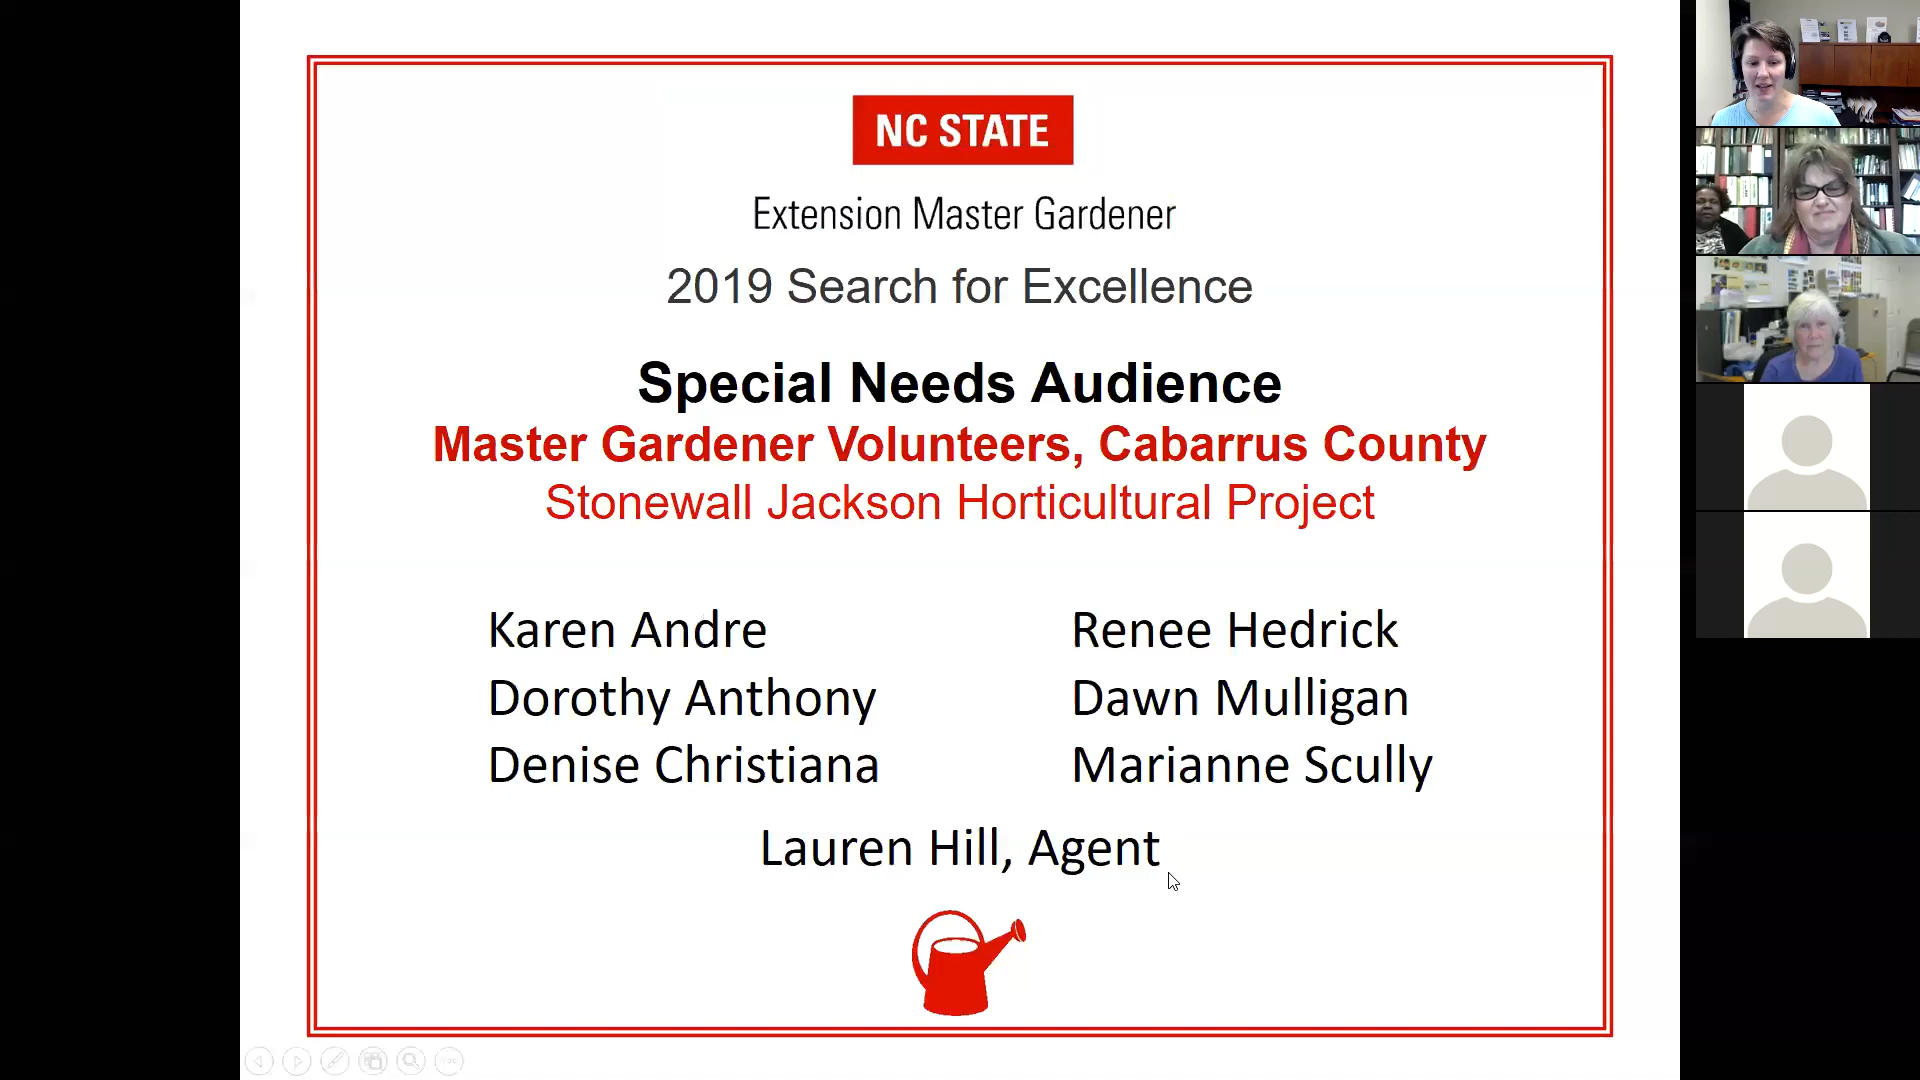 NC STATE
Extension Master Gardener
2019 Search for Excellence
Special Needs Audience
Master Gardener Volunteers, Cabarrus County
Stonewall Jackson Horticultural Project
Karen Andre
Renee Hedrick
Dorothy Anthony
Dawn Mulligan
Denise Christiana
Marianne Scully
Lauren Hill, Agent